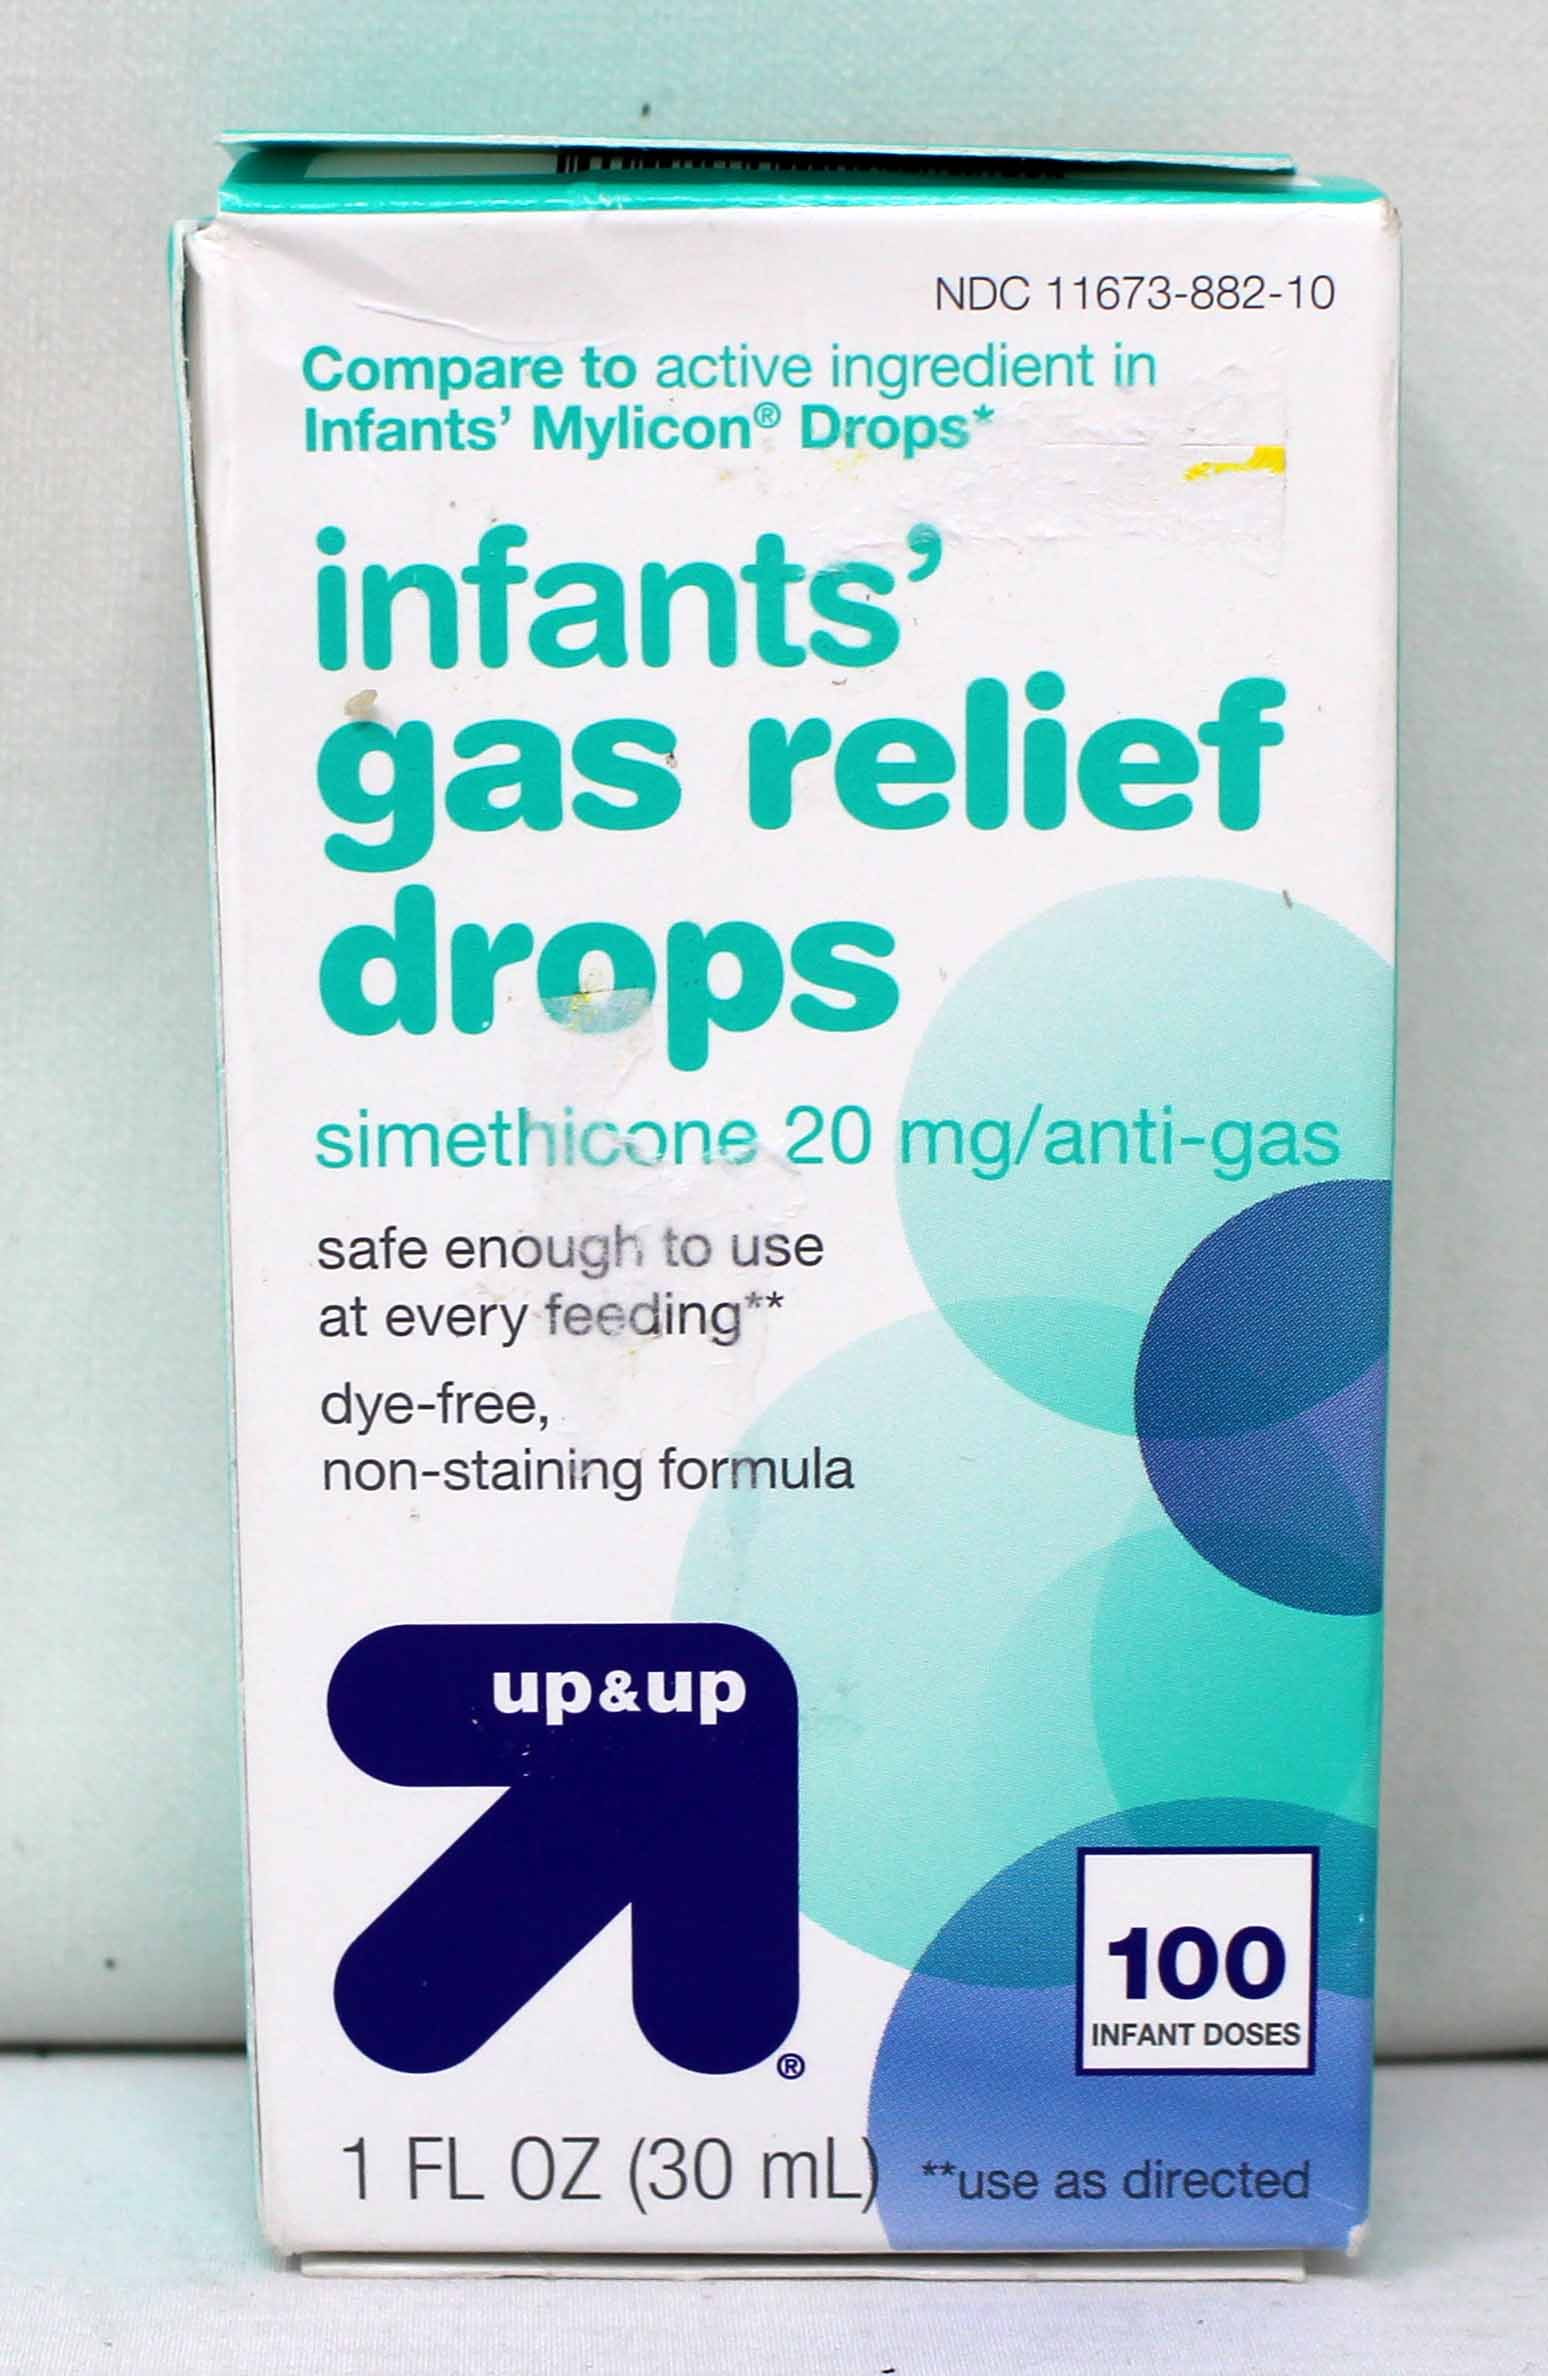 NDC 11673-882-10
Compare to active ingredient in
Infants' Mylicon® Drops*
infants'
gas relief
drops
simethicone 20 mg/anti-gas
safe enough to use
at every feeding**
dye-free,
non-staining formula
up&up
®
100
INFANT DOSES
1 FL OZ (30 mL)
**use as directed